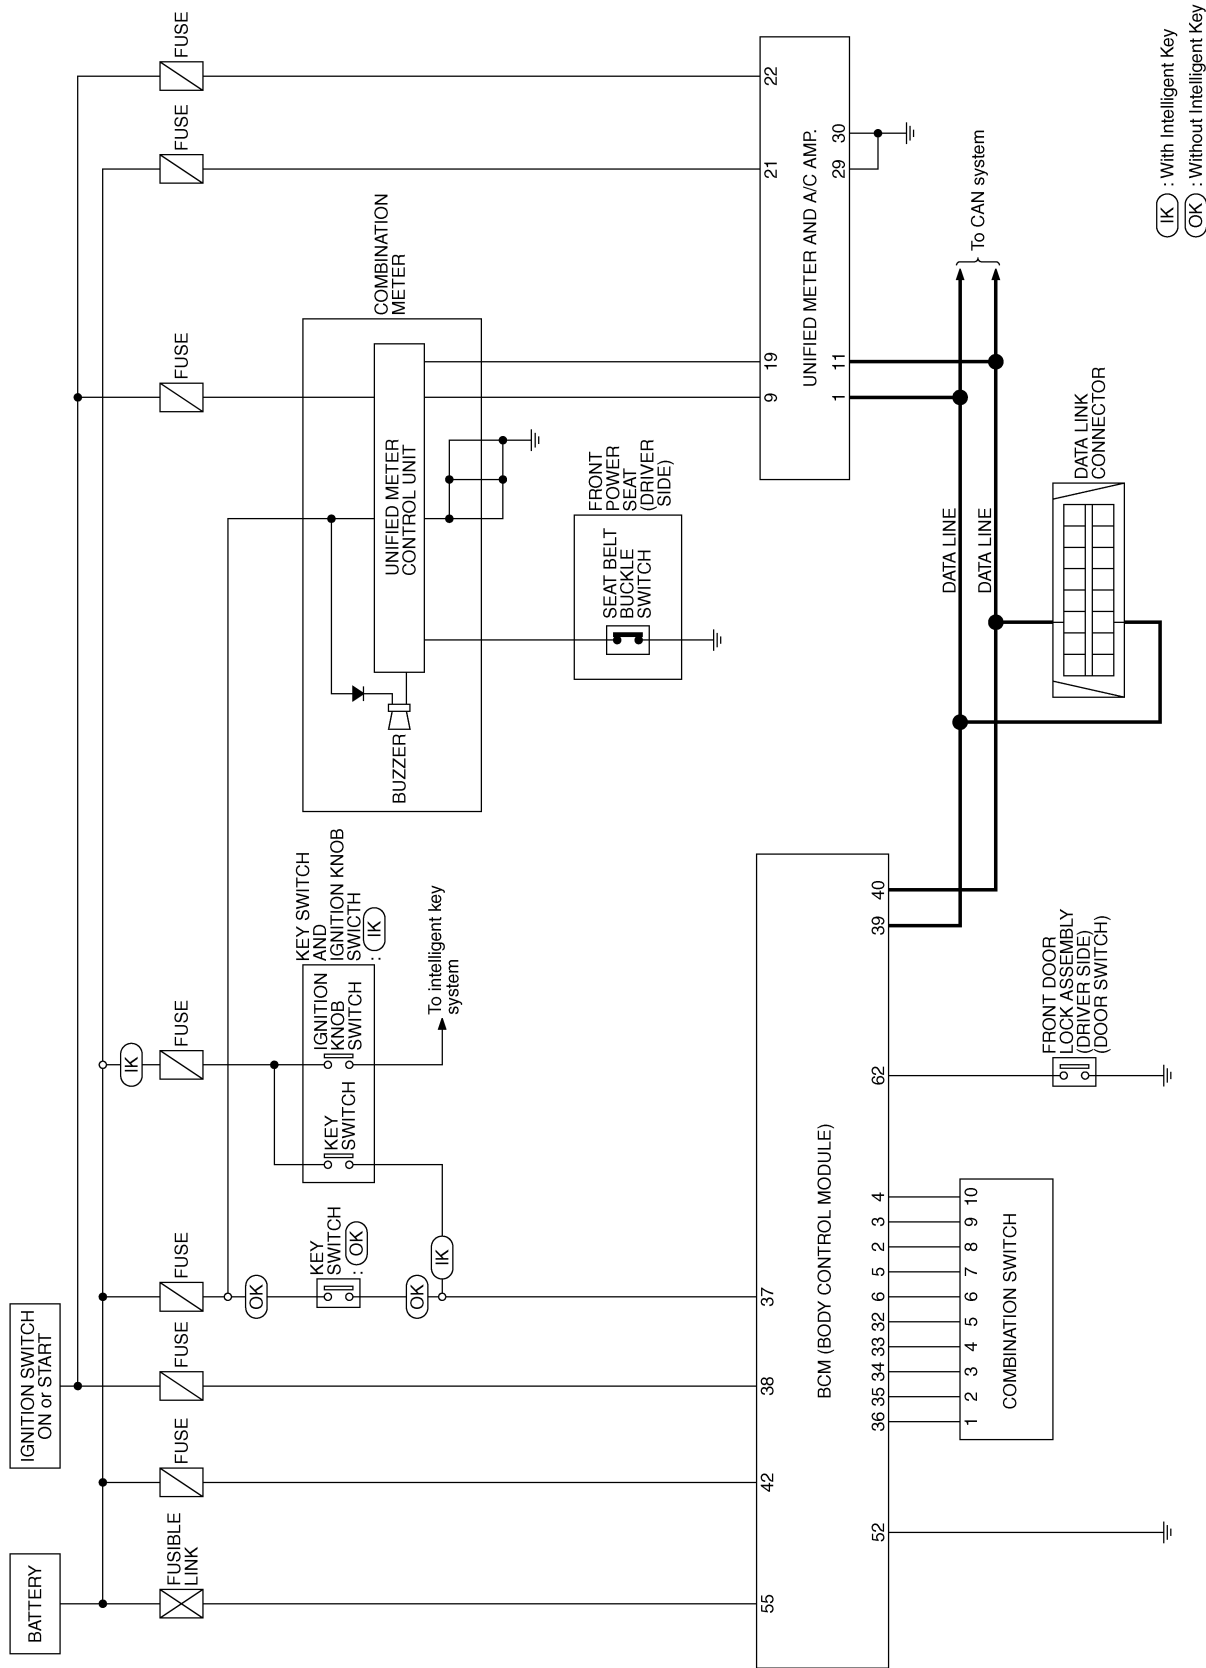 BATTERY
IGNITION SWITCH
ON or START
FUSIBLE
LINK
FUSE
FUSE
FUSE
FUSE
FUSE
FUSE
FUSE
IK
OK
KEY
SWITCH
: OK
OK
IK
KEY
SWITCH
IGNITION
KNOB
SWITCH
KEY SWITCH
AND
IGNITION KNOB
SWICTH
: IK
To intelligent key
system
BUZZER
UNIFIED METER
CONTROL UNIT
COMBINATION
METER
SEAT BELT
BUCKLE
SWITCH
FRONT
POWER
SEAT
(DRIVER
SIDE)
55
42
38
37
BCM (BODY CONTROL MODULE)
52
36 35 34 33 32 6 5 2 3 4
62
39
40
1 2 3 4 5 6 7 8 9 10
COMBINATION SWITCH
FRONT DOOR
LOCK ASSEMBLY
(DRIVER SIDE)
(DOOR SWITCH)
9
19
21
22
UNIFIED METER AND A/C AMP.
1
11
29
30
DATA LINE
DATA LINE
To CAN system
DATA LINK
CONNECTOR
IK : With Intelligent Key
OK : Without Intelligent Key